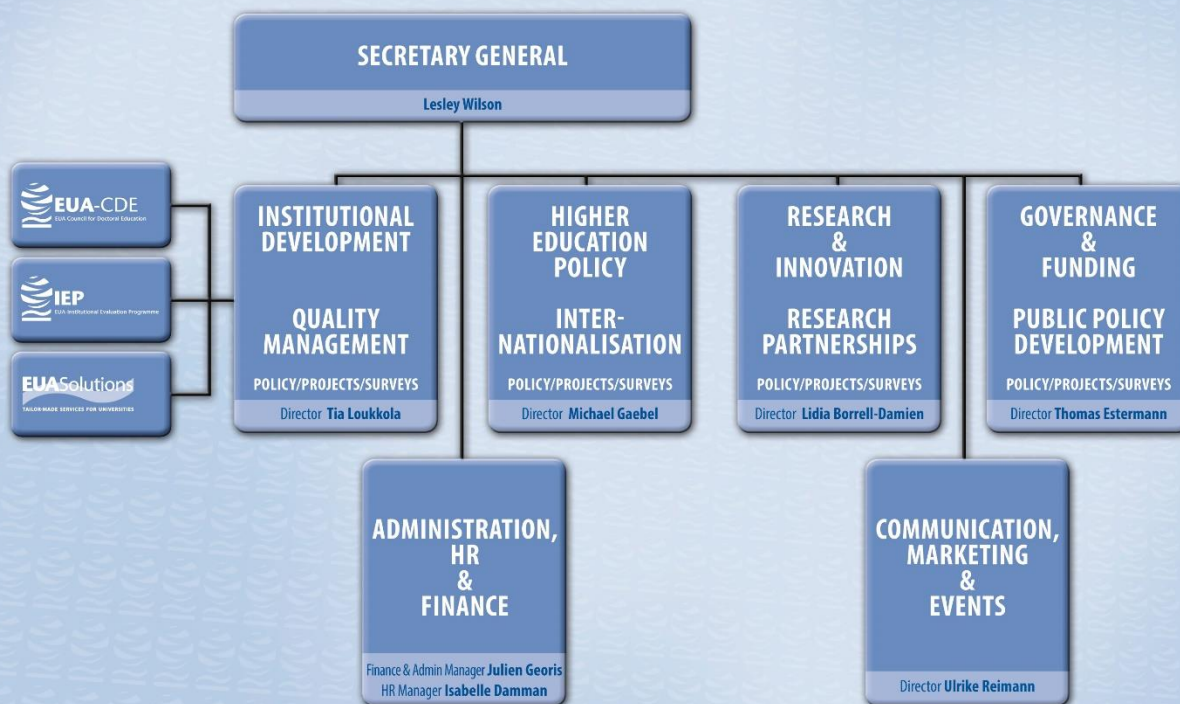 SECRETARY GENERAL
Lesley Wilson
EUA-CDE
EUA Council for Doctoral Education
IEP
EUA-Institutional Evaluation Programme
EUASolutions
TAILOR-MADE SERVICES FOR UNIVERSITIES
INSTITUTIONAL
DEVELOPMENT
QUALITY
MANAGEMENT
POLICY/PROJECTS/SURVEYS
Director Tia Loukkola
HIGHER
EDUCATION
POLICY
INTER-
NATIONALISATION
POLICY/PROJECTS/SURVEYS
Director Michael Gaebel
RESEARCH
&
INNOVATION
RESEARCH
PARTNERSHIPS
POLICY/PROJECTS/SURVEYS
Director Lidia Borrell-Damien
GOVERNANCE
&
FUNDING
PUBLIC POLICY
DEVELOPMENT
POLICY/PROJECTS/SURVEYS
Director Thomas Estermann
ADMINISTRATION,
HR
&
FINANCE
Finance & Admin Manager Julien Georis
HR Manager Isabelle Damman
COMMUNICATION,
MARKETING
&
EVENTS
Director Ulrike Reimann